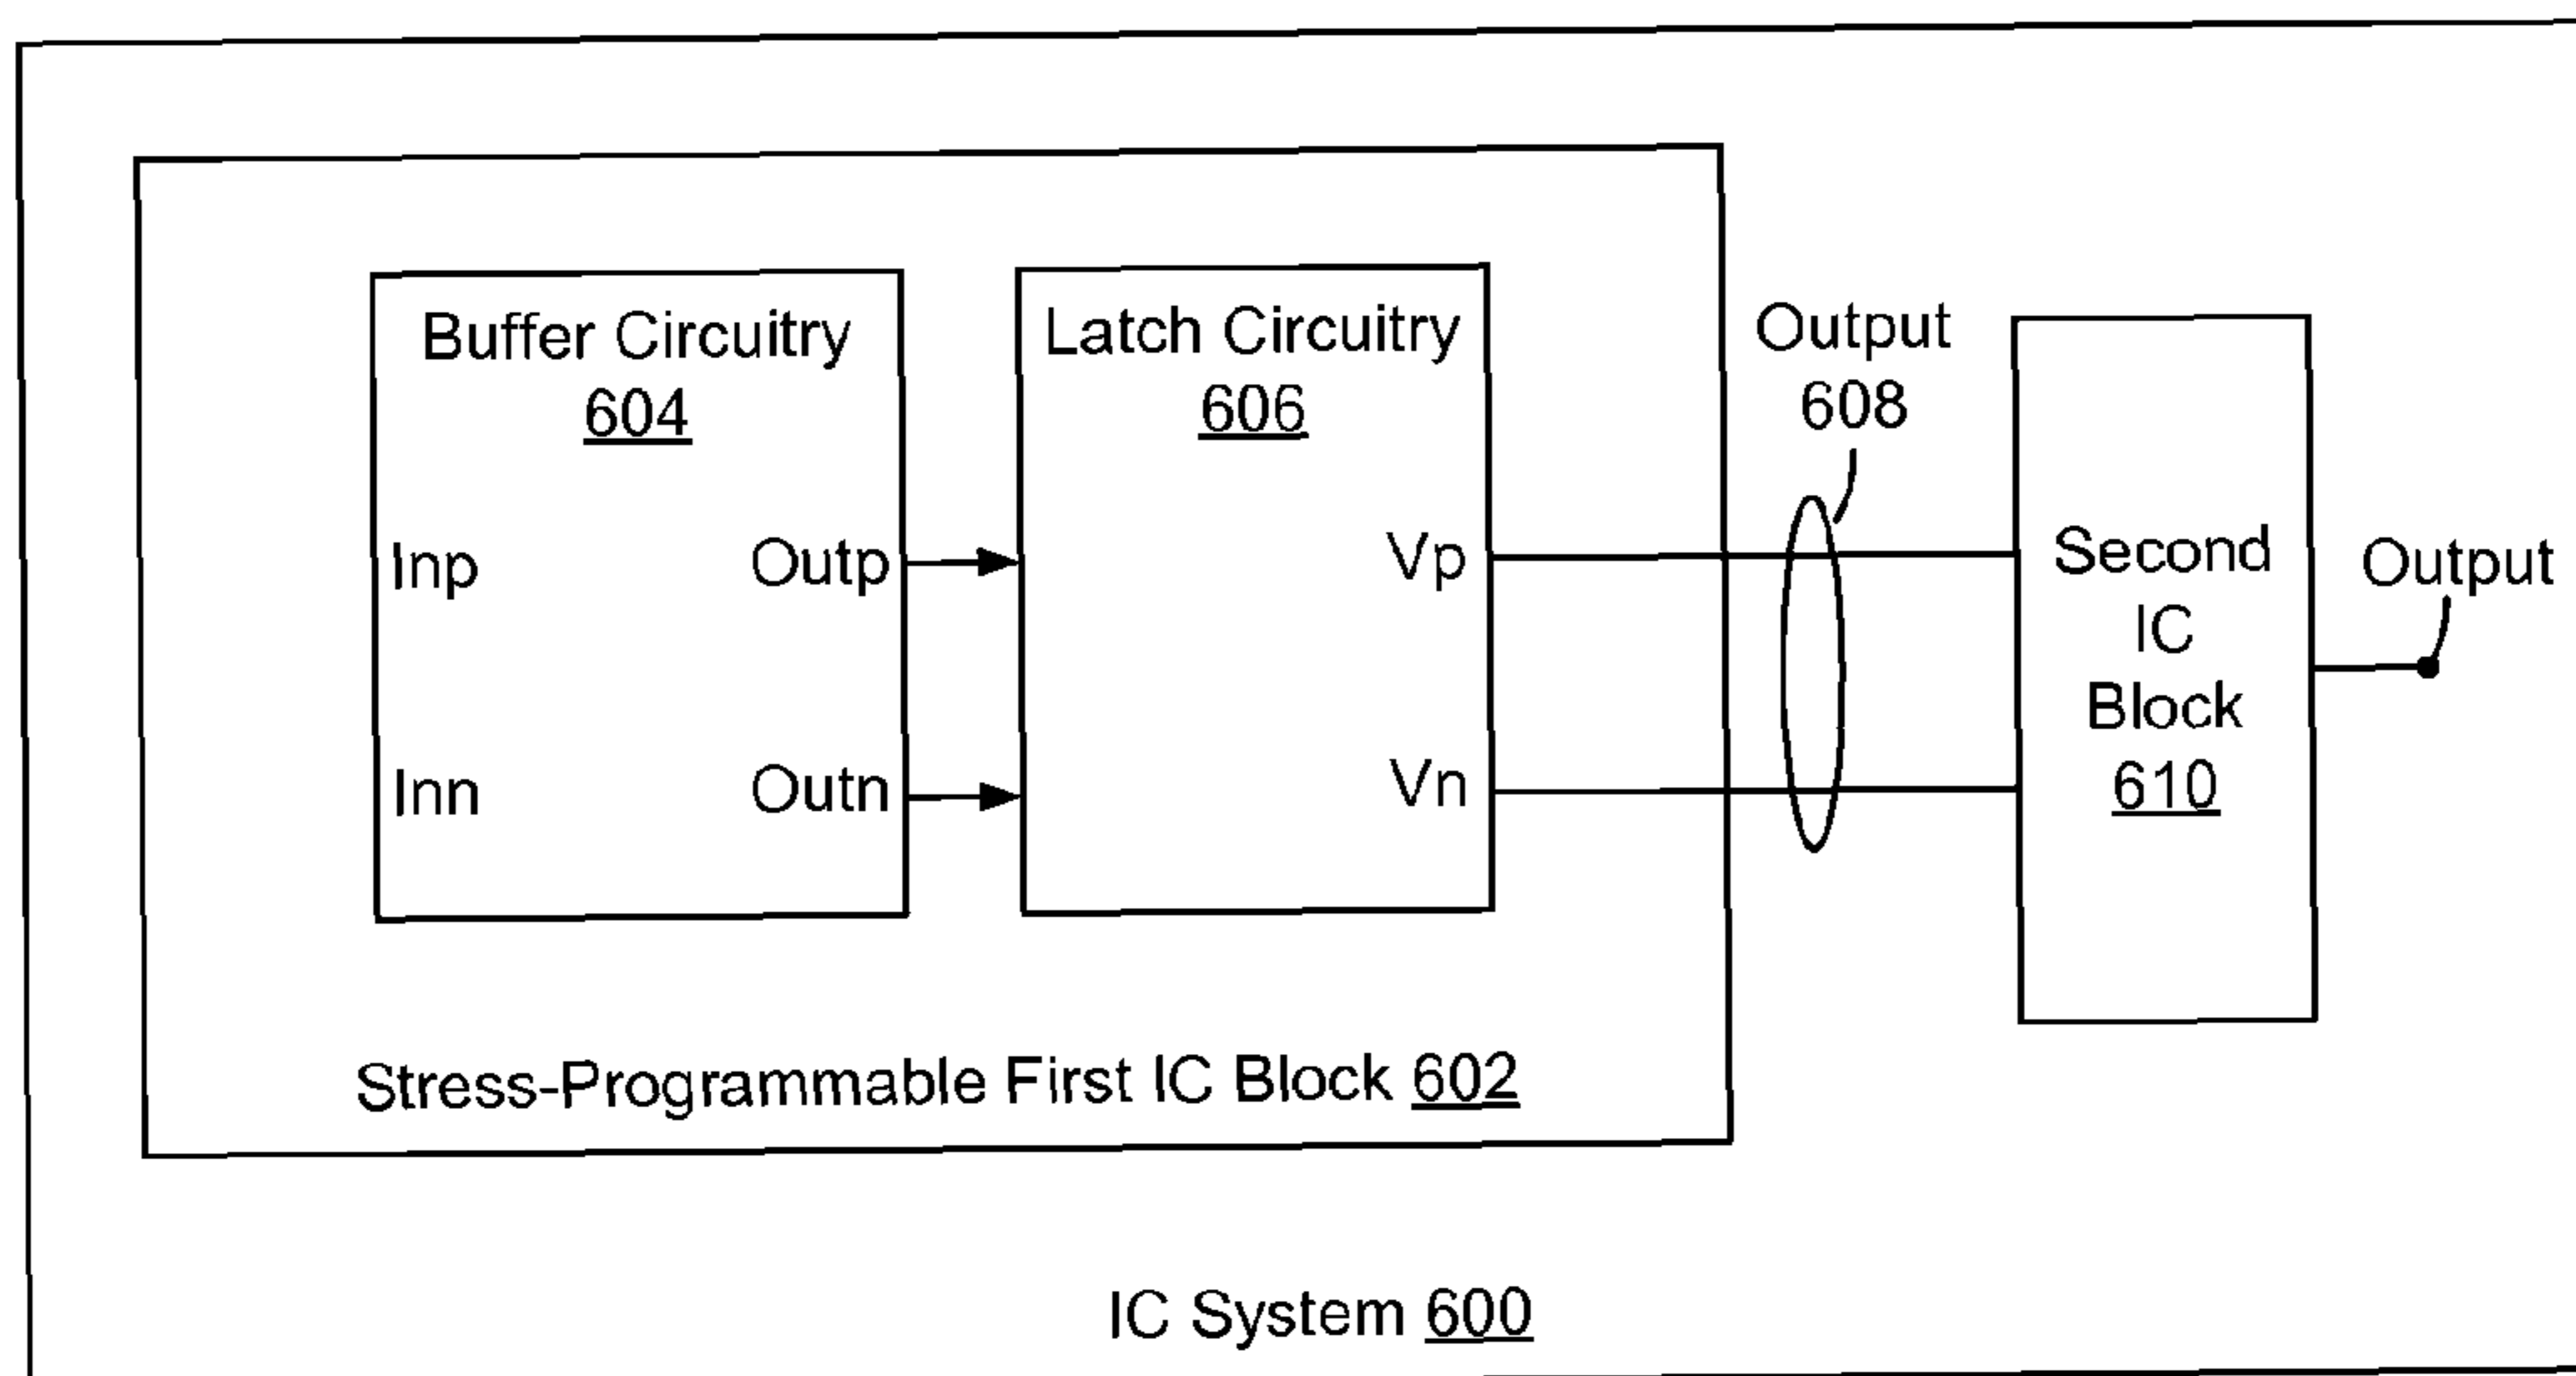 Buffer Circuitry
604
Inp
Outp
Inn
Outn
Latch Circuitry
606
Vp
Vn
Output
608
Second
IC
Block
610
Output
Stress-Programmable First IC Block 602
IC System 600